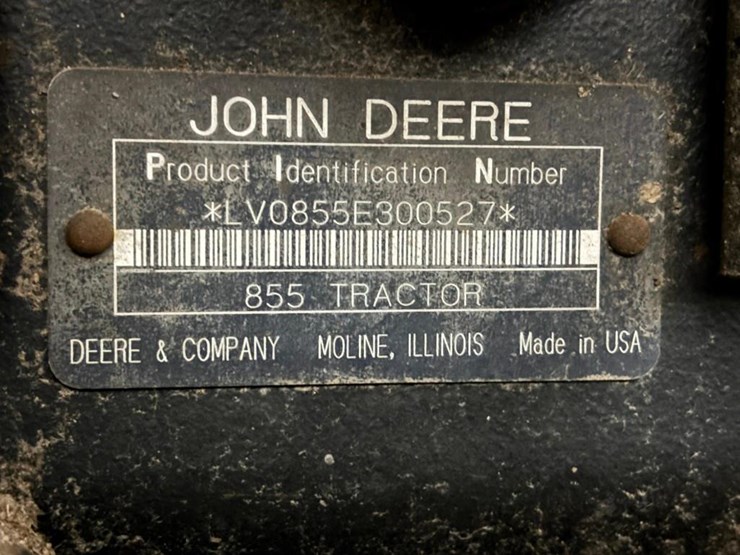 JOHN DEERE
Product Identification Number
*LV0855E300527*
855 TRACTOR
DEERE & COMPANY MOLINE, ILLINOIS Made in USA